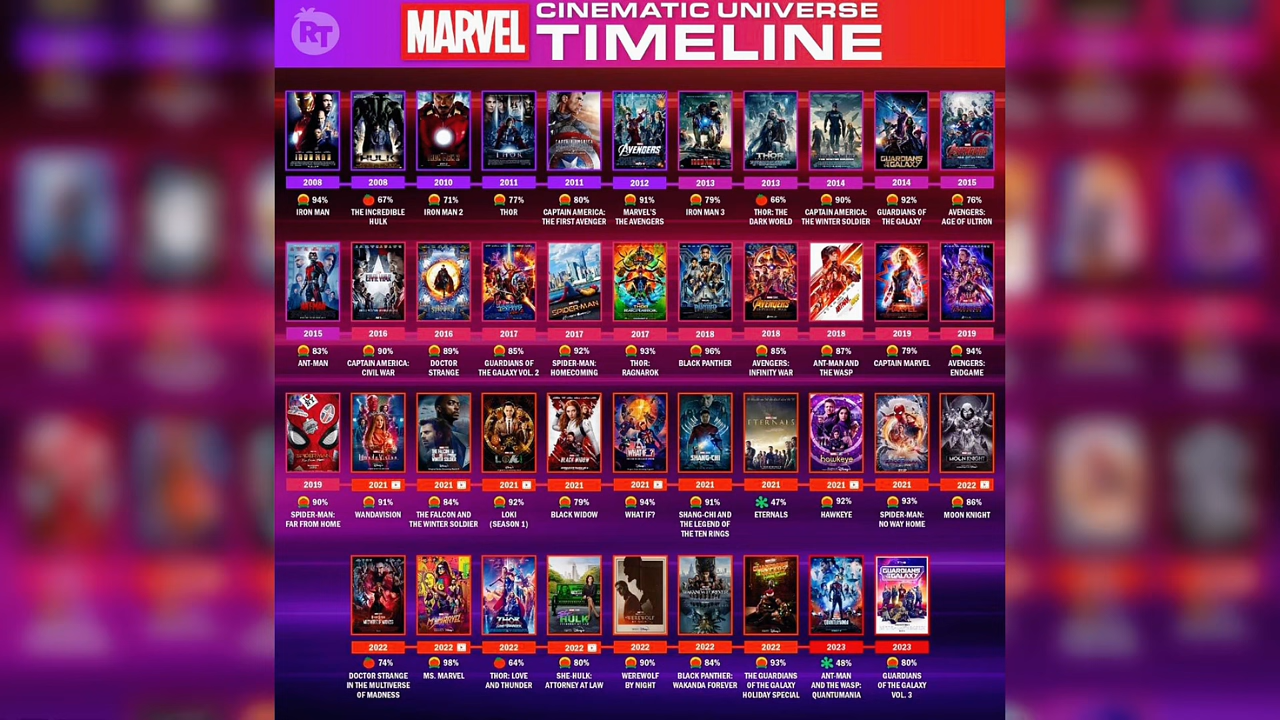 RT
MARVEL
CINEMATIC UNIVERSE
TIMELINE
2008
94%
IRON MAN
2008
67%
THE INCREDIBLE
HULK
2010
71%
IRON MAN 2
2011
77%
THOR
2011
80%
CAPTAIN AMERICA:
THE FIRST AVENGER
2012
91%
MARVEL'S
THE AVENGERS
2013
79%
IRON MAN 3
2013
66%
THOR: THE
DARK WORLD
2014
90%
CAPTAIN AMERICA:
THE WINTER SOLDIER
2014
92%
GUARDIANS OF
THE GALAXY
2015
76%
AVENGERS:
AGE OF ULTRON
2015
83%
ANT-MAN
2016
90%
CAPTAIN AMERICA:
CIVIL WAR
2016
89%
DOCTOR
STRANGE
2017
85%
GUARDIANS OF
THE GALAXY VOL. 2
2017
92%
SPIDER-MAN:
HOMECOMING
2017
93%
THOR:
RAGNAROK
2018
96%
BLACK PANTHER
2018
85%
AVENGERS:
INFINITY WAR
2018
87%
ANT-MAN AND
THE WASP
2019
79%
CAPTAIN MARVEL
2019
94%
AVENGERS:
ENDGAME
2019
90%
SPIDER-MAN:
FAR FROM HOME
2021
91%
WANDAVISION
2021
84%
THE FALCON AND
THE WINTER SOLDIER
2021
92%
LOKI
(SEASON 1)
2021
79%
BLACK WIDOW
2021
94%
WHAT IF?
2021
91%
SHANG-CHI AND
THE LEGEND OF
THE TEN RINGS
2021
47%
ETERNALS
2021
92%
HAWKEYE
2021
93%
SPIDER-MAN:
NO WAY HOME
2022
86%
MOON KNIGHT
2022
74%
DOCTOR STRANGE
IN THE MULTIVERSE
OF MADNESS
2022
98%
MS. MARVEL
2022
64%
THOR: LOVE
AND THUNDER
2022
80%
SHE-HULK:
ATTORNEY AT LAW
2022
90%
WEREWOLF
BY NIGHT
2022
84%
BLACK PANTHER:
WAKANDA FOREVER
2022
93%
THE GUARDIANS
OF THE GALAXY
HOLIDAY SPECIAL
2023
48%
ANT-MAN
AND THE WASP:
QUANTUMANIA
2023
80%
GUARDIANS
OF THE GALAXY
VOL. 3